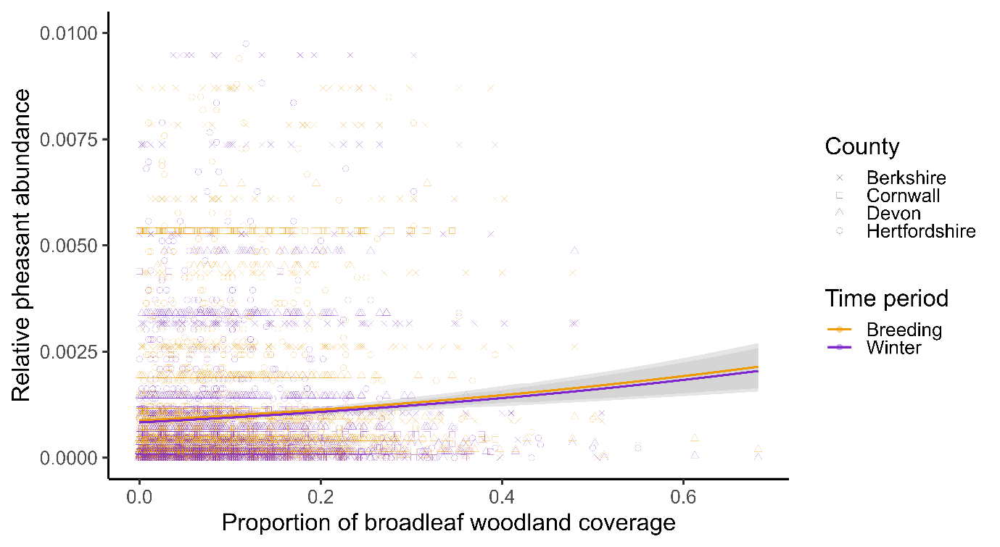 0.0100
0.0075
0.0050
0.0025
0.0000
Relative pheasant abundance
0.0
0.2
0.4
0.6
Proportion of broadleaf woodland coverage
County
Berkshire
Cornwall
Devon
Hertfordshire
Time period
Breeding
Winter